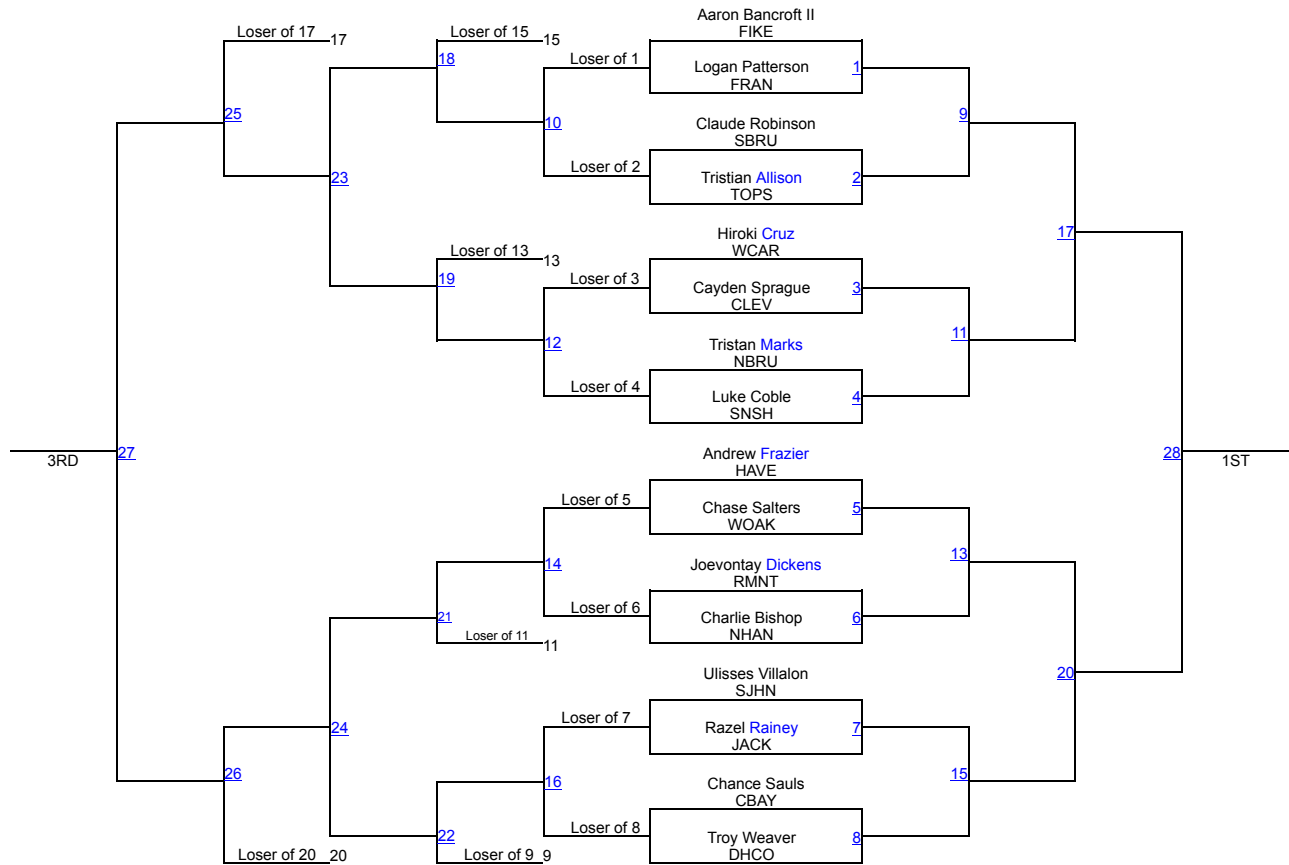 Aaron Bancroft II
FIKE
Loser of 17 17
Loser of 15 15
18
Loser of 1
Logan Patterson
FRAN
1
25
10
9
Claude Robinson
SBRU
Loser of 2
Tristian Allison
TOPS
2
23
Hiroki Cruz
WCAR
17
Loser of 13 13
19
Loser of 3
Cayden Sprague
CLEV
3
12
11
Tristan Marks
NBRU
Loser of 4
Luke Coble
SNSH
4
3RD
27
Andrew Frazier
HAVE
28
1ST
Loser of 5
Chase Salters
WOAK
5
14
13
Joevontay Dickens
RMNT
21
Loser of 6
Charlie Bishop
NHAN
6
Loser of 11 11
Ulisses Villalon
SJHN
20
24
Loser of 7
Razel Rainey
JACK
7
26
16
15
Chance Sauls
CBAY
22
Loser of 8
Troy Weaver
DHCO
8
Loser of 20 20
Loser of 9 9